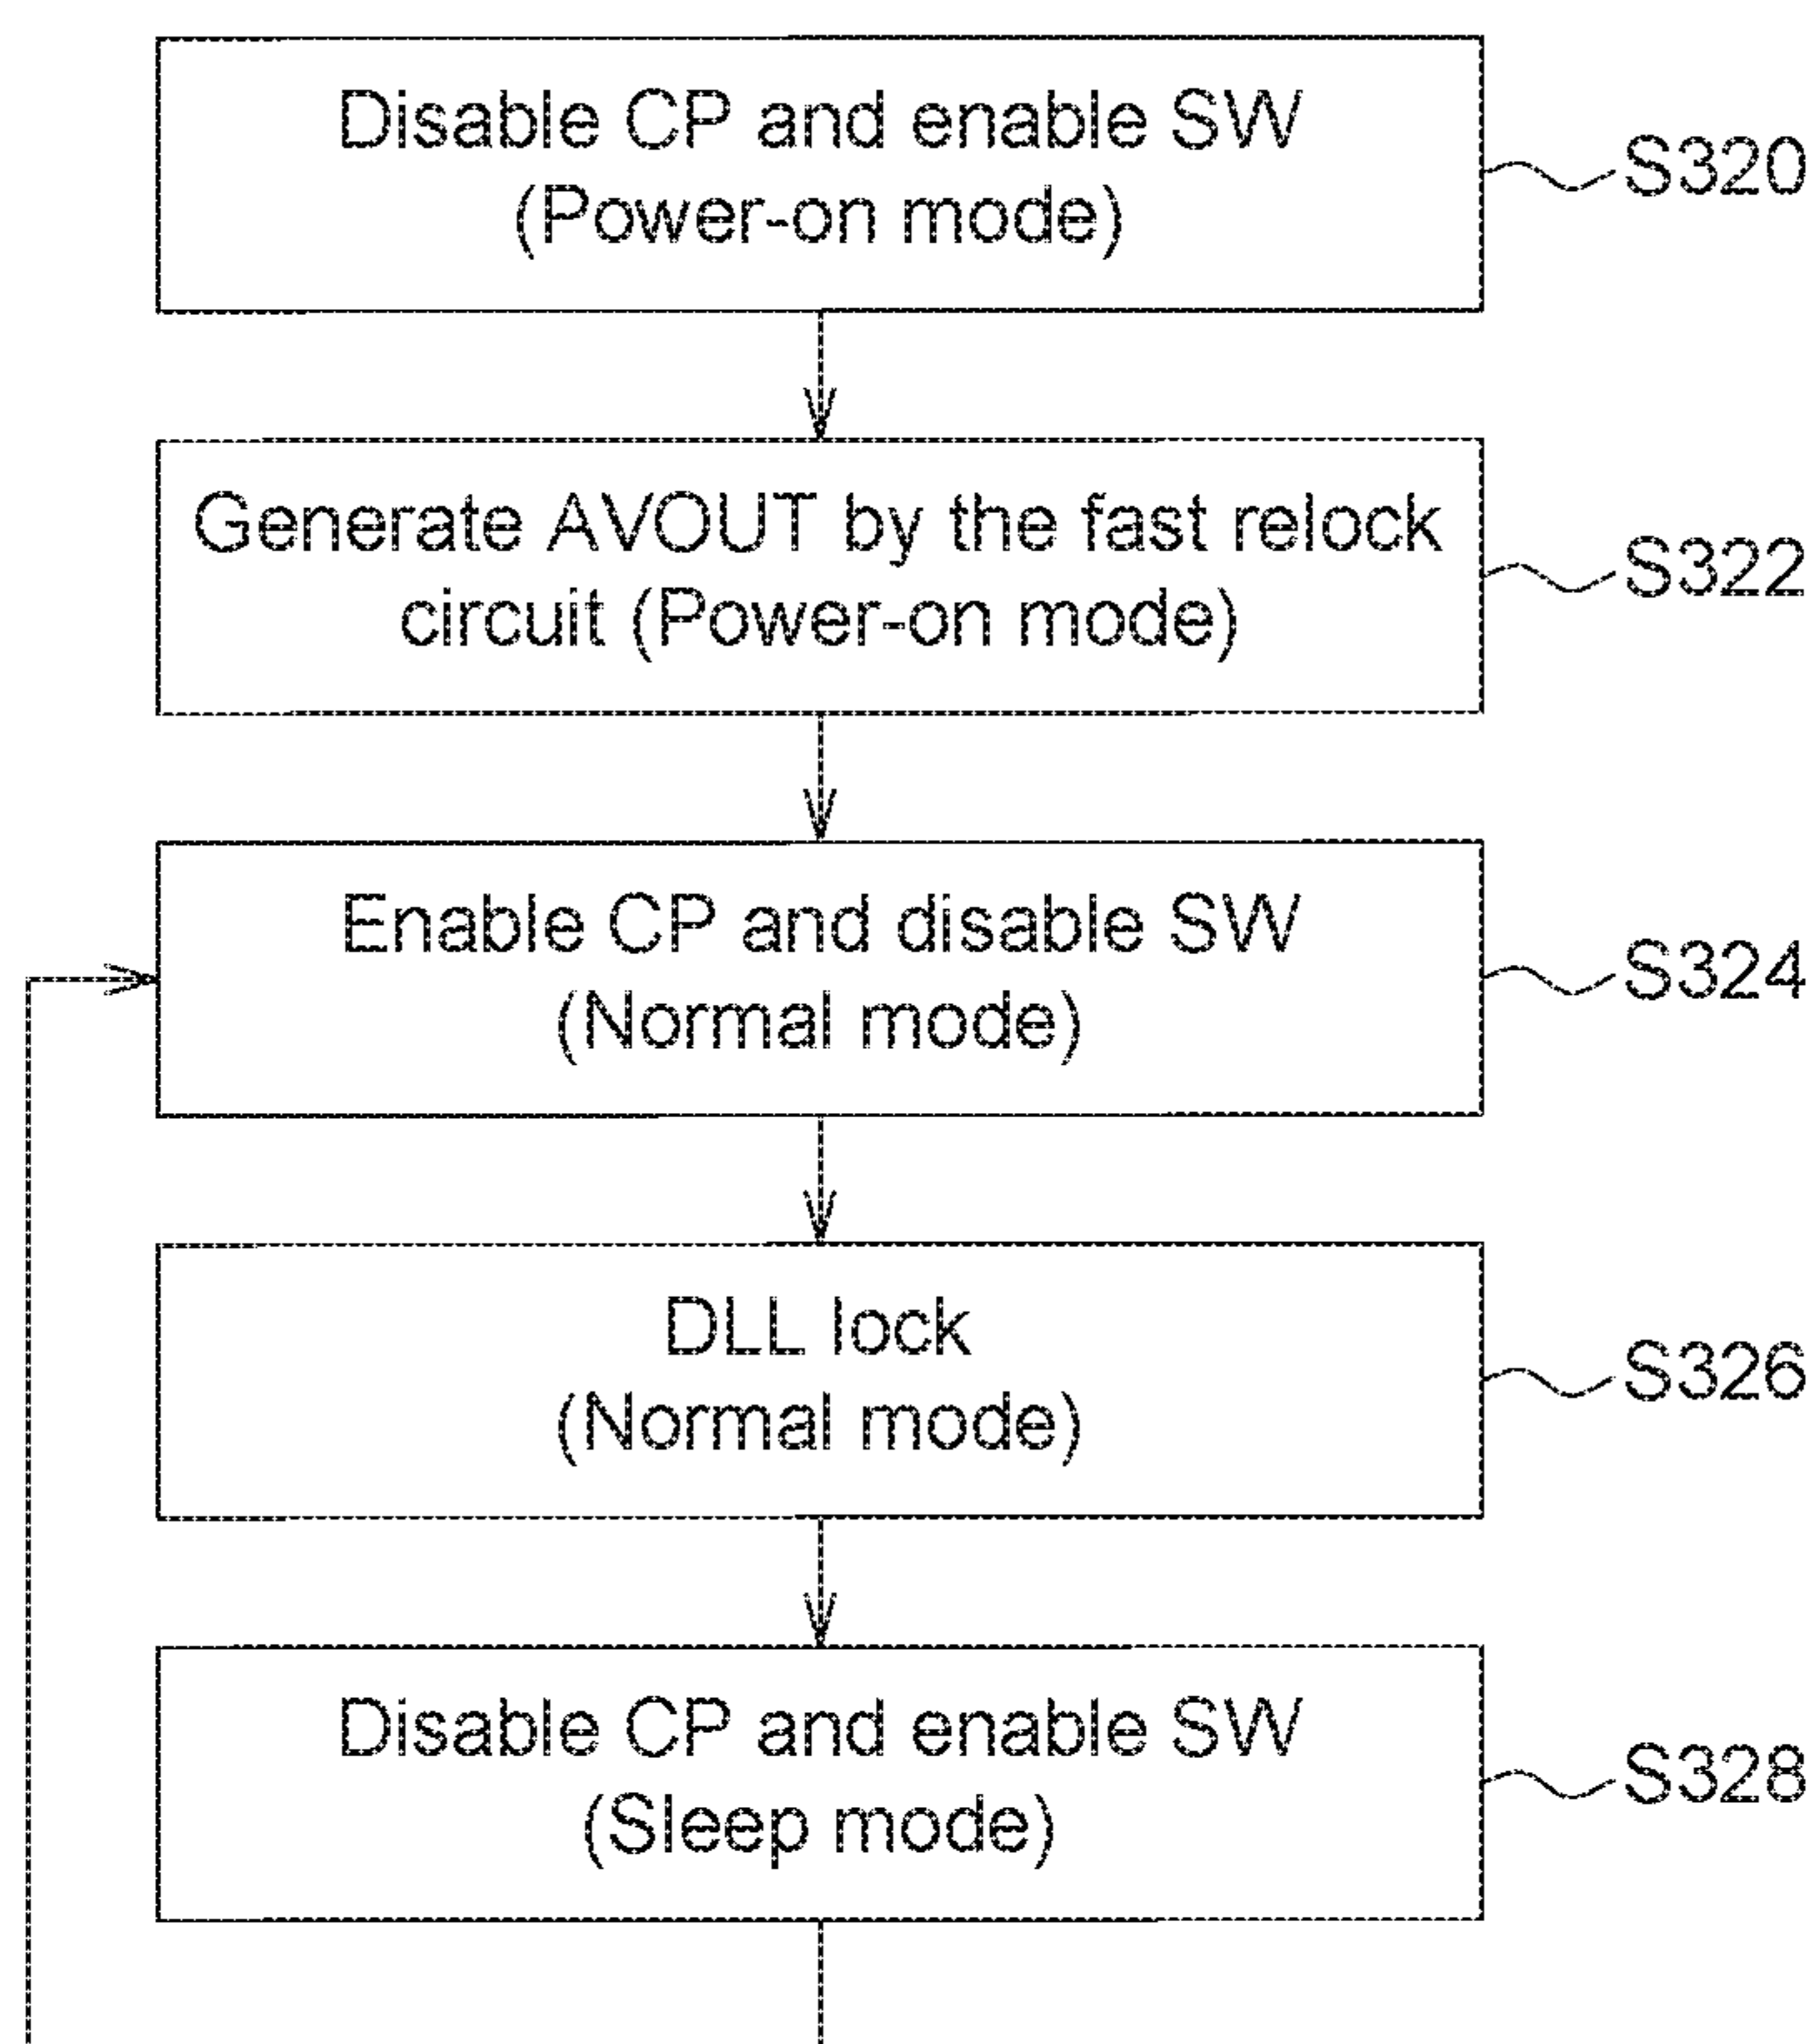 Disable CP and enable SW
(Power-on mode)
S320
Generate AVOUT by the fast relock
circuit (Power-on mode)
S322
Enable CP and disable SW
(Normal mode)
S324
DLL lock
(Normal mode)
S326
Disable CP and enable SW
(Sleep mode)
S328